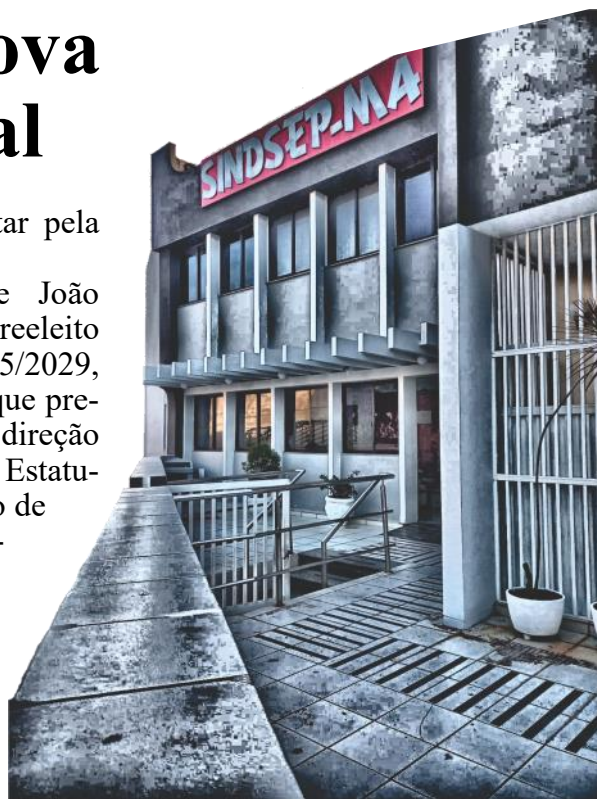 ova
al
tar pela
e João
reeleito
5/2029,
que pre-
direção
Estatu-
o de
-
SINDSEP-MA